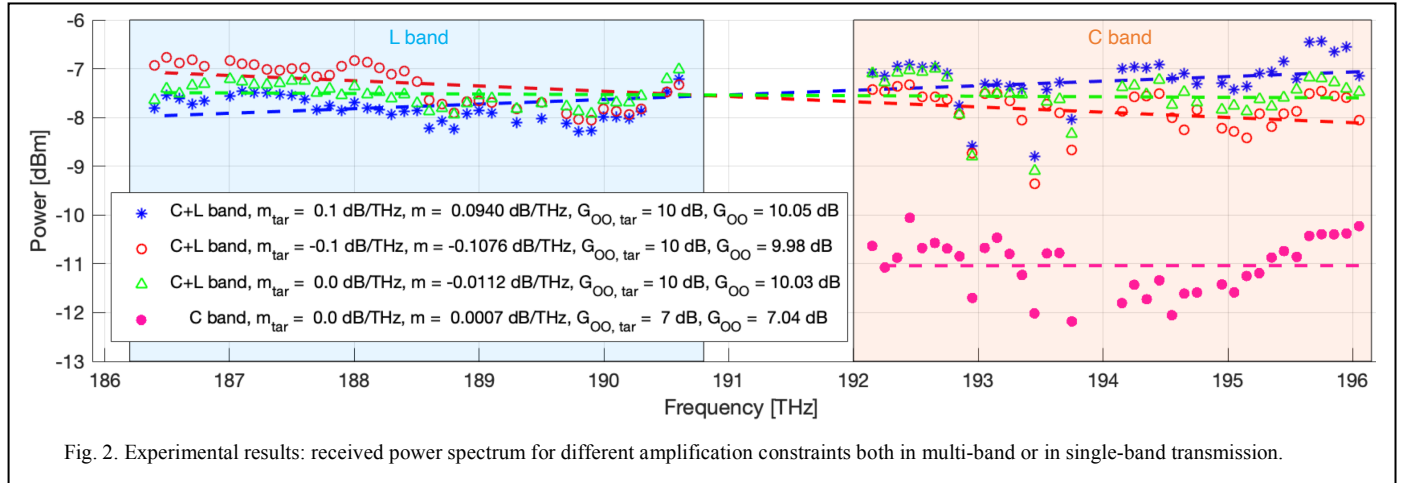 L band
C band
-6
-7
-8
-9
-10
-11
-12
-13
Power [dBm]
C+L band, m_tar = 0.1 dB/THz, m = 0.0940 dB/THz, G_OO, tar = 10 dB, G_OO = 10.05 dB
C+L band, m_tar = -0.1 dB/THz, m = -0.1076 dB/THz, G_OO, tar = 10 dB, G_OO = 9.98 dB
C+L band, m_tar = 0.0 dB/THz, m = -0.0112 dB/THz, G_OO, tar = 10 dB, G_OO = 10.03 dB
C band, m_tar = 0.0 dB/THz, m = 0.0007 dB/THz, G_OO, tar = 7 dB, G_OO = 7.04 dB
186 187 188 189 190 191 192 193 194 195 196
Frequency [THz]
Fig. 2. Experimental results: received power spectrum for different amplification constraints both in multi-band or in single-band transmission.